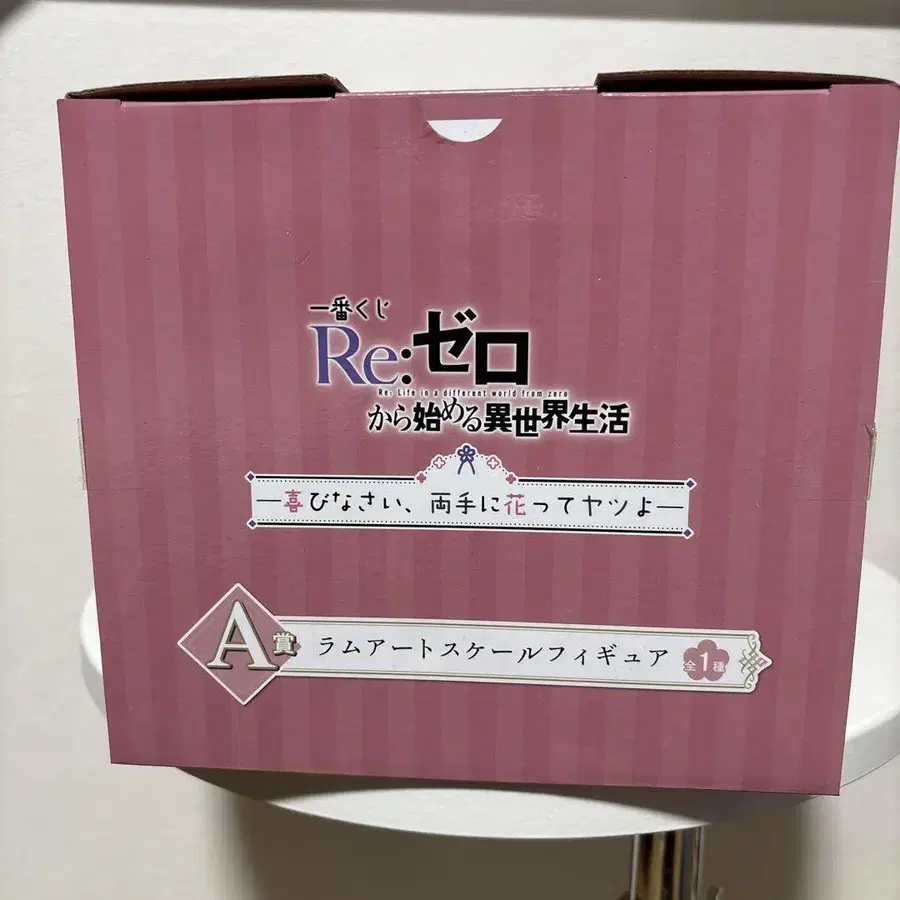 一番くじ
Re:ゼロ
Re: Life in a different world from zero
から始める異世界生活
―喜びなさい、両手に花ってヤツよ―
A賞 ラムアートスケールフィギュア 全1種